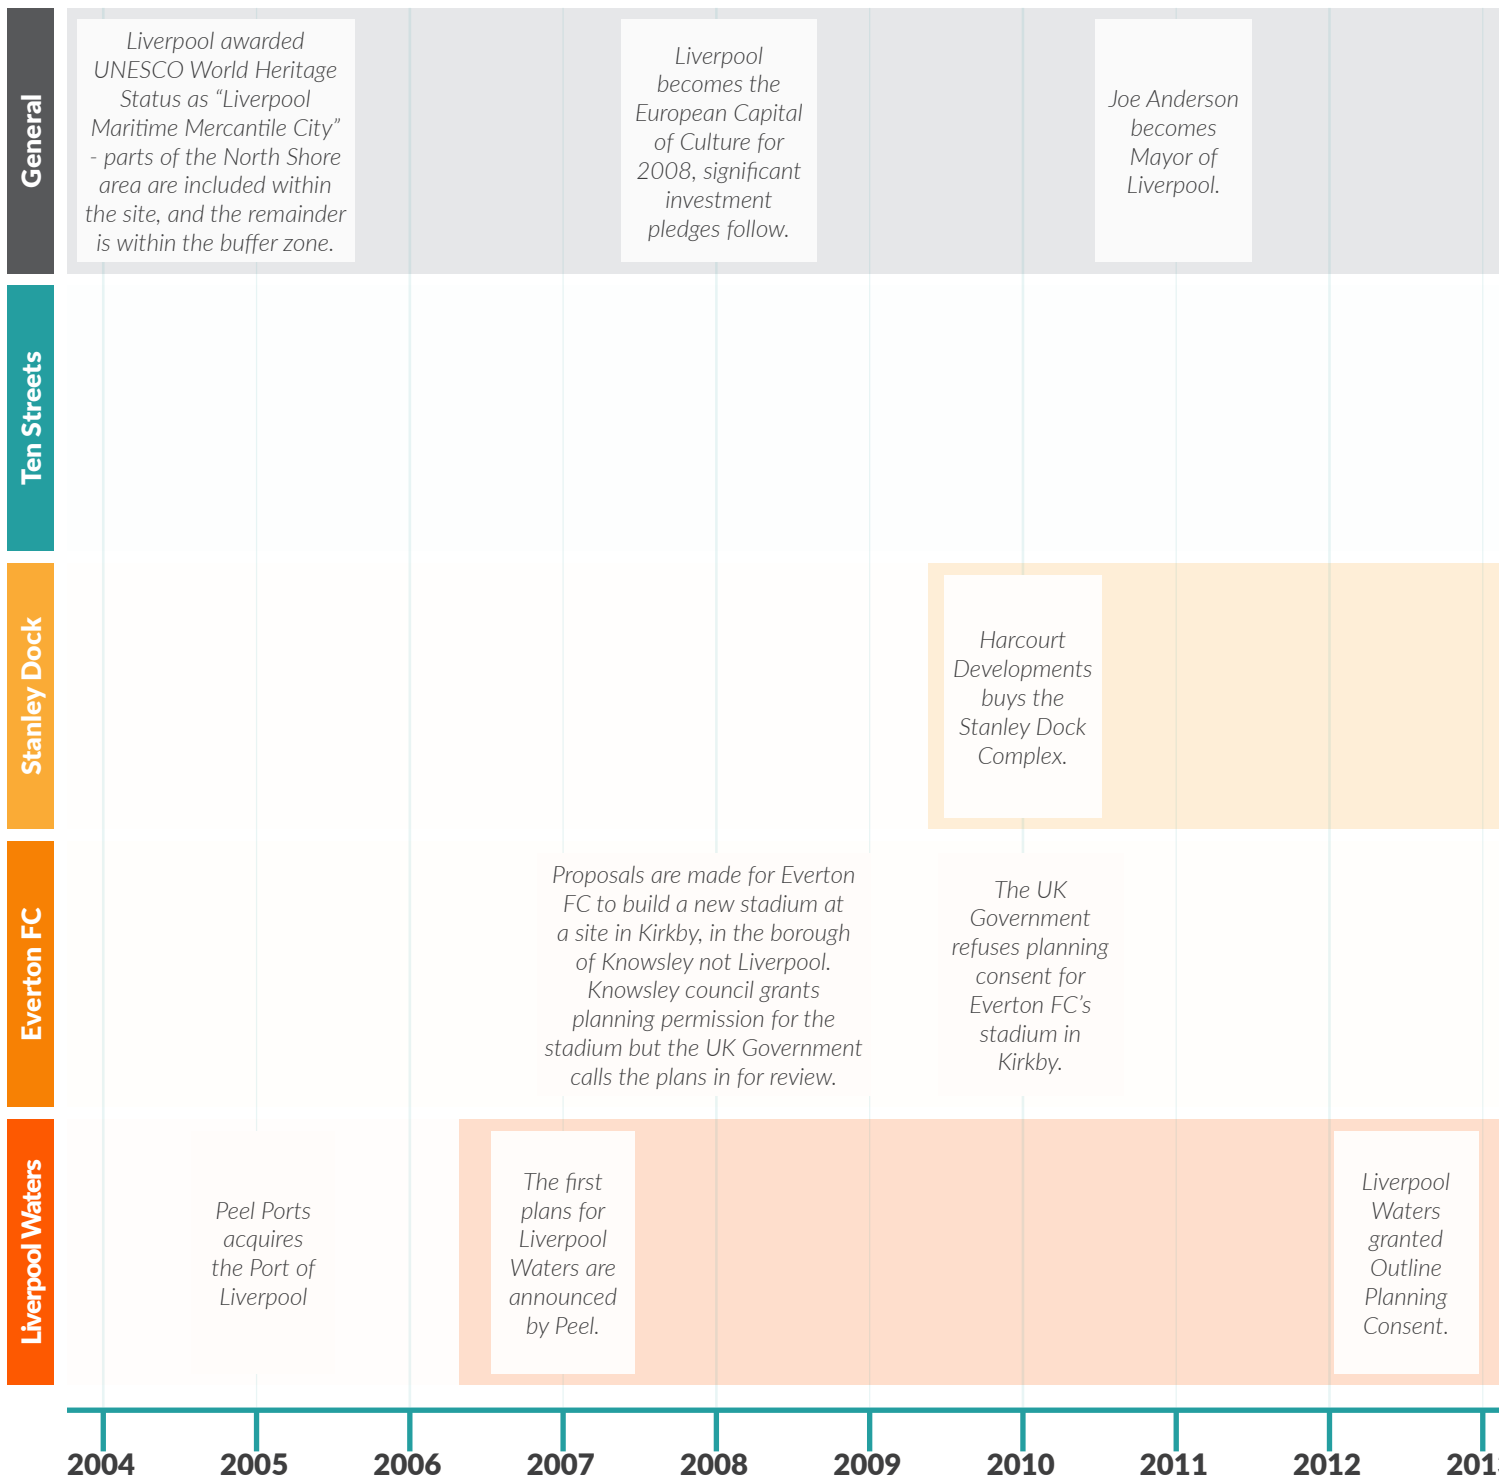 General
Liverpool awarded
UNESCO World Heritage
Status as “Liverpool
Maritime Mercantile City”
- parts of the North Shore
area are included within
the site, and the remainder
is within the buffer zone.
Liverpool
becomes the
European Capital
of Culture for
2008, significant
investment
pledges follow.
Joe Anderson
becomes
Mayor of
Liverpool.
Ten Streets
Stanley Dock
Harcourt
Developments
buys the
Stanley Dock
Complex.
Everton FC
Proposals are made for Everton
FC to build a new stadium at
a site in Kirkby, in the borough
of Knowsley not Liverpool.
Knowsley council grants
planning permission for the
stadium but the UK Government
calls the plans in for review.
The UK
Government
refuses planning
consent for
Everton FC’s
stadium in
Kirkby.
Liverpool Waters
Peel Ports
acquires
the Port of
Liverpool
The first
plans for
Liverpool
Waters are
announced
by Peel.
Liverpool
Waters
granted
Outline
Planning
Consent.
2004 2005 2006 2007 2008 2009 2010 2011 2012